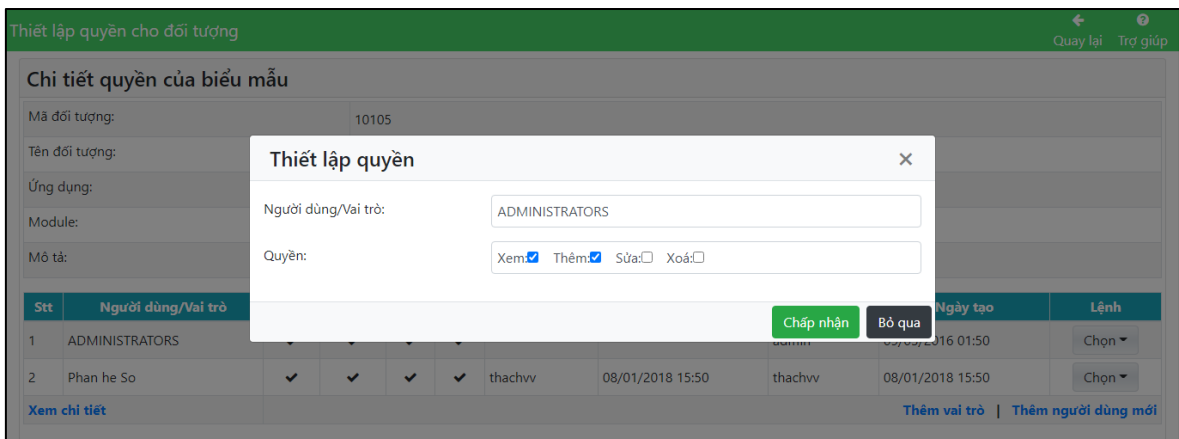 Thiết lập quyền cho đối tượng
Quay lại Trợ giúp
Chi tiết quyền của biểu mẫu
Mã đối tượng: 10105
Tên đối tượng:
Ứng dụng:
Module:
Mô tả:
Thiết lập quyền ×
Người dùng/Vai trò: ADMINISTRATORS
Quyền: Xem: Thêm: Sửa: Xoá:
Chấp nhận Bỏ qua
Stt Người dùng/Vai trò Ngày tạo Lệnh
1 ADMINISTRATORS admin 2016 01:50 Chọn
2 Phan he So thachvv 08/01/2018 15:50 thachvv 08/01/2018 15:50 Chọn
Xem chi tiết Thêm vai trò | Thêm người dùng mới